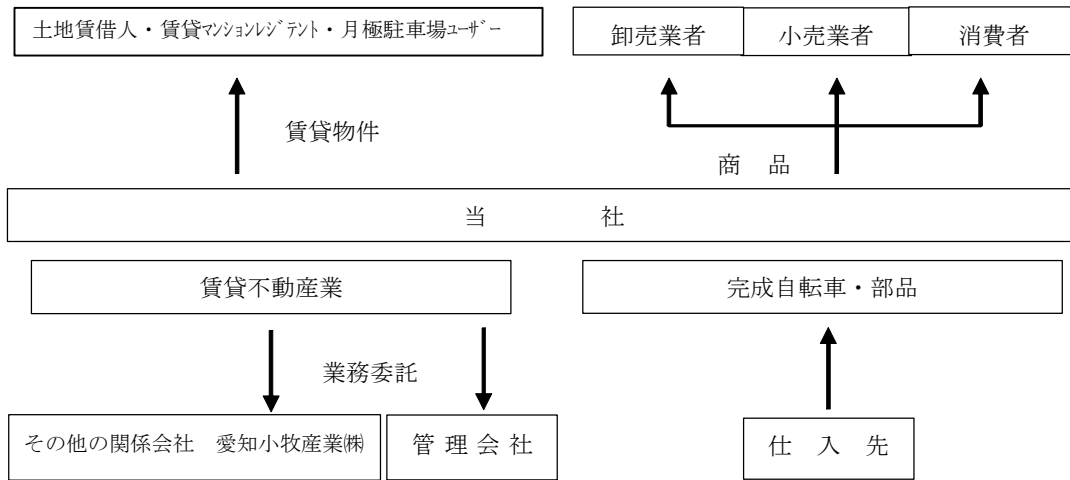 土地賃借人・賃貸ﾏﾝｼｮﾝﾚｼﾞﾃﾞﾝﾄ・月極駐車場ﾕｰｻﾞｰ
卸売業者 小売業者 消費者
賃貸物件
商 品
当 社
賃貸不動産業
完成自転車・部品
業務委託
その他の関係会社 愛知小牧産業㈱
管理会社
仕入先